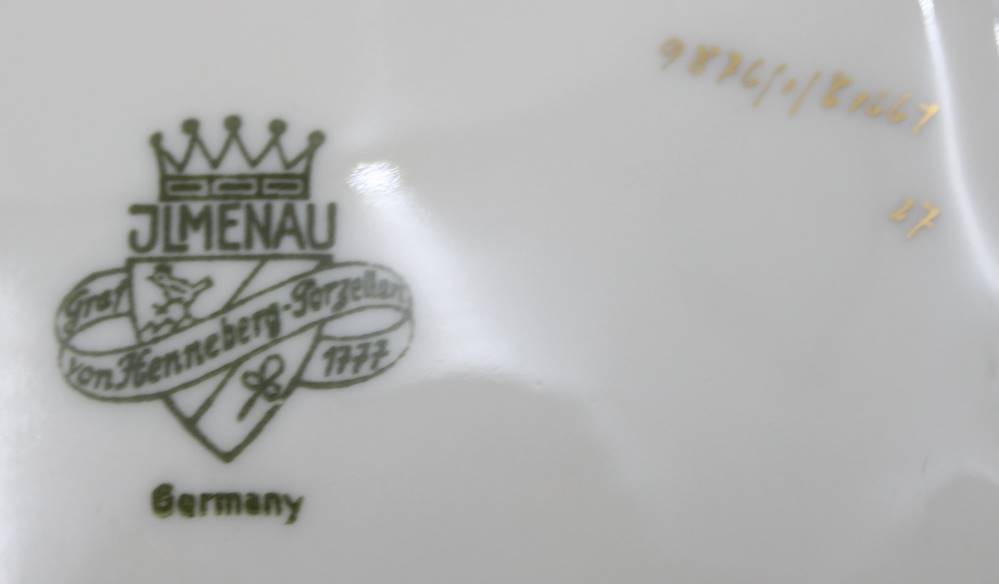 JLMENAU
Graf
von Henneberg-Porzellan
1777
Germany